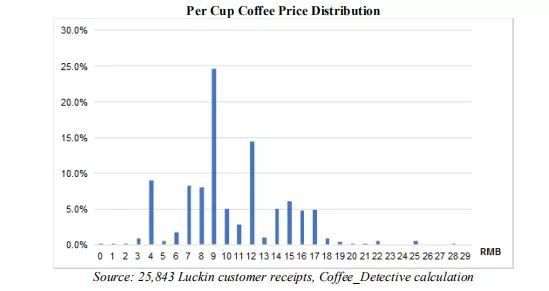 Per Cup Coffee Price Distribution
30.0%
25.0%
20.0%
15.0%
10.0%
5.0%
0.0%
0 1 2 3 4 5 6 7 8 9 10 11 12 13 14 15 16 17 18 19 20 21 22 23 24 25 26 27 28 29 RMB
Source: 25,843 Luckin customer receipts, Coffee_Detective calculation